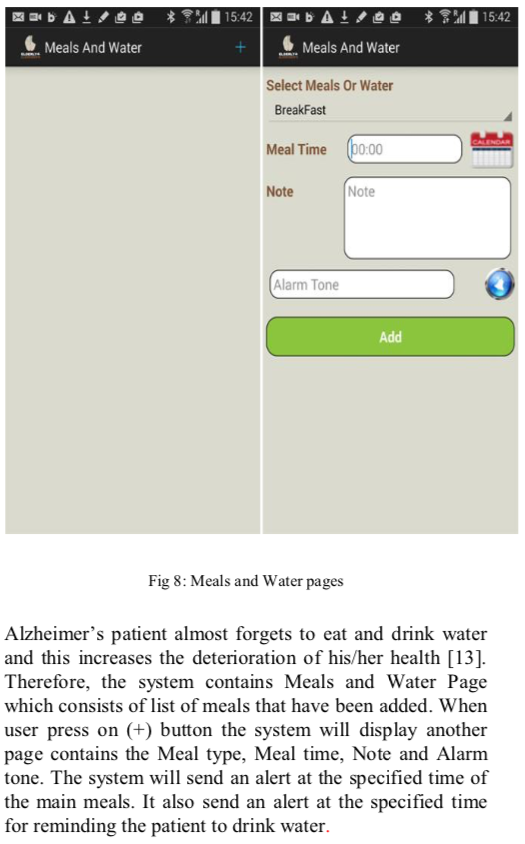 15:42
Meals And Water
+
15:42
Meals And Water
Select Meals Or Water
BreakFast
Meal Time
00:00
CALENDAR
Note
Note
Alarm Tone
Add
Fig 8: Meals and Water pages
Alzheimer’s patient almost forgets to eat and drink water
and this increases the deterioration of his/her health [13].
Therefore, the system contains Meals and Water Page
which consists of list of meals that have been added. When
user press on (+) button the system will display another
page contains the Meal type, Meal time, Note and Alarm
tone. The system will send an alert at the specified time of
the main meals. It also send an alert at the specified time
for reminding the patient to drink water.